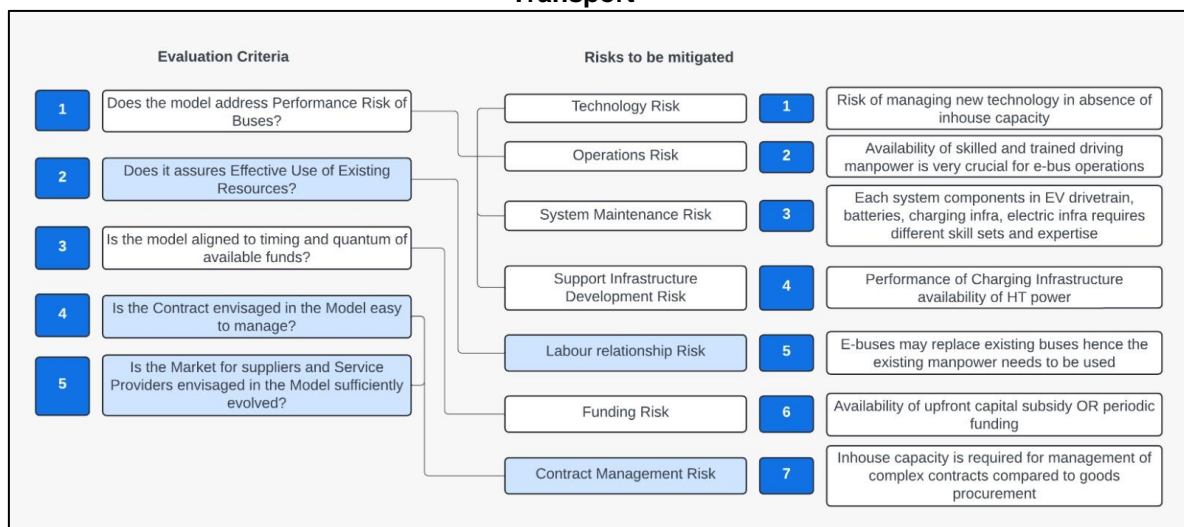 Transport
Evaluation Criteria
1
Does the model address Performance Risk of
Buses?
2
Does it assures Effective Use of Existing
Resources?
3
Is the model aligned to timing and quantum of
available funds?
4
Is the Contract envisaged in the Model easy
to manage?
5
Is the Market for suppliers and Service
Providers envisaged in the Model sufficiently
evolved?
Risks to be mitigated
Technology Risk
1
Risk of managing new technology in absence of
inhouse capacity
Operations Risk
2
Availability of skilled and trained driving
manpower is very crucial for e-bus operations
System Maintenance Risk
3
Each system components in EV drivetrain,
batteries, charging infra, electric infra requires
different skill sets and expertise
Support Infrastructure
Development Risk
4
Performance of Charging Infrastructure
availability of HT power
Labour relationship Risk
5
E-buses may replace existing buses hence the
existing manpower needs to be used
Funding Risk
6
Availability of upfront capital subsidy OR periodic
funding
Contract Management Risk
7
Inhouse capacity is required for management of
complex contracts compared to goods
procurement